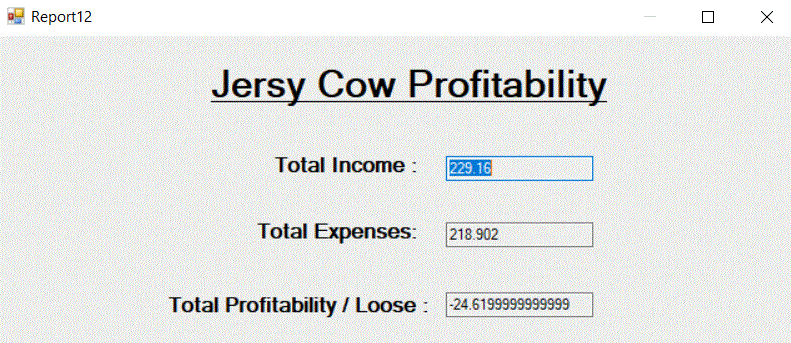 Report12
Jersy Cow Profitability
Total Income : 229.16
Total Expenses: 218.902
Total Profitability / Loose : -24.6199999999999